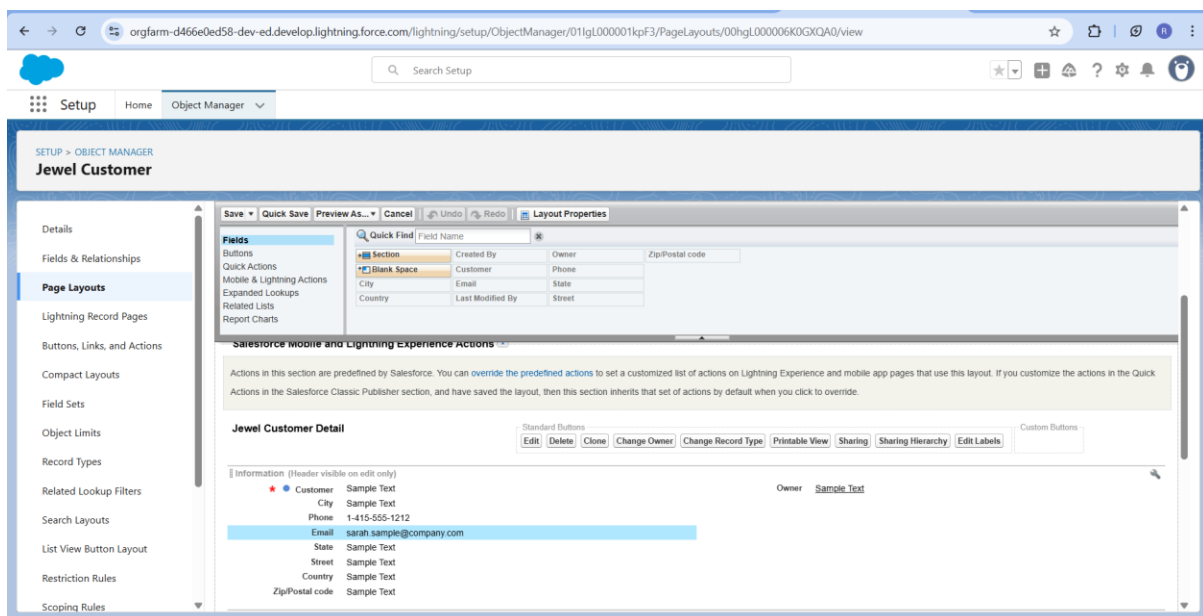 orgfarm-d466e0ed58-dev-ed.develop.lightning.force.com/lightning/setup/ObjectManager/01IgL000001kpF3/PageLayouts/00hgL000006K0GXQA0/view
R
Search Setup
Setup Home Object Manager
SETUP > OBJECT MANAGER
Jewel Customer
Details
Fields & Relationships
Page Layouts
Lightning Record Pages
Buttons, Links, and Actions
Compact Layouts
Field Sets
Object Limits
Record Types
Related Lookup Filters
Search Layouts
List View Button Layout
Restriction Rules
Scoping Rules
Save Quick Save Preview As... Cancel Undo Redo Layout Properties
Fields
Buttons
Quick Actions
Mobile & Lightning Actions
Expanded Lookups
Related Lists
Report Charts
Quick Find Field Name
Section Created By Owner Zip/Postal code
Blank Space Customer Phone
City Email State
Country Last Modified By Street
Salesforce Mobile and Lightning Experience Actions
Actions in this section are predefined by Salesforce. You can override the predefined actions to set a customized list of actions on Lightning Experience and mobile app pages that use this layout. If you customize the actions in the Quick
Actions in the Salesforce Classic Publisher section, and have saved the layout, then this section inherits that set of actions by default when you click to override.
Jewel Customer Detail
Standard Buttons
Edit Delete Clone Change Owner Change Record Type Printable View Sharing Sharing Hierarchy Edit Labels
Custom Buttons
Information (Header visible on edit only)
* Customer Sample Text Owner Sample Text
City Sample Text
Phone 1-415-555-1212
Email sarah.sample@company.com
State Sample Text
Street Sample Text
Country Sample Text
Zip/Postal code Sample Text